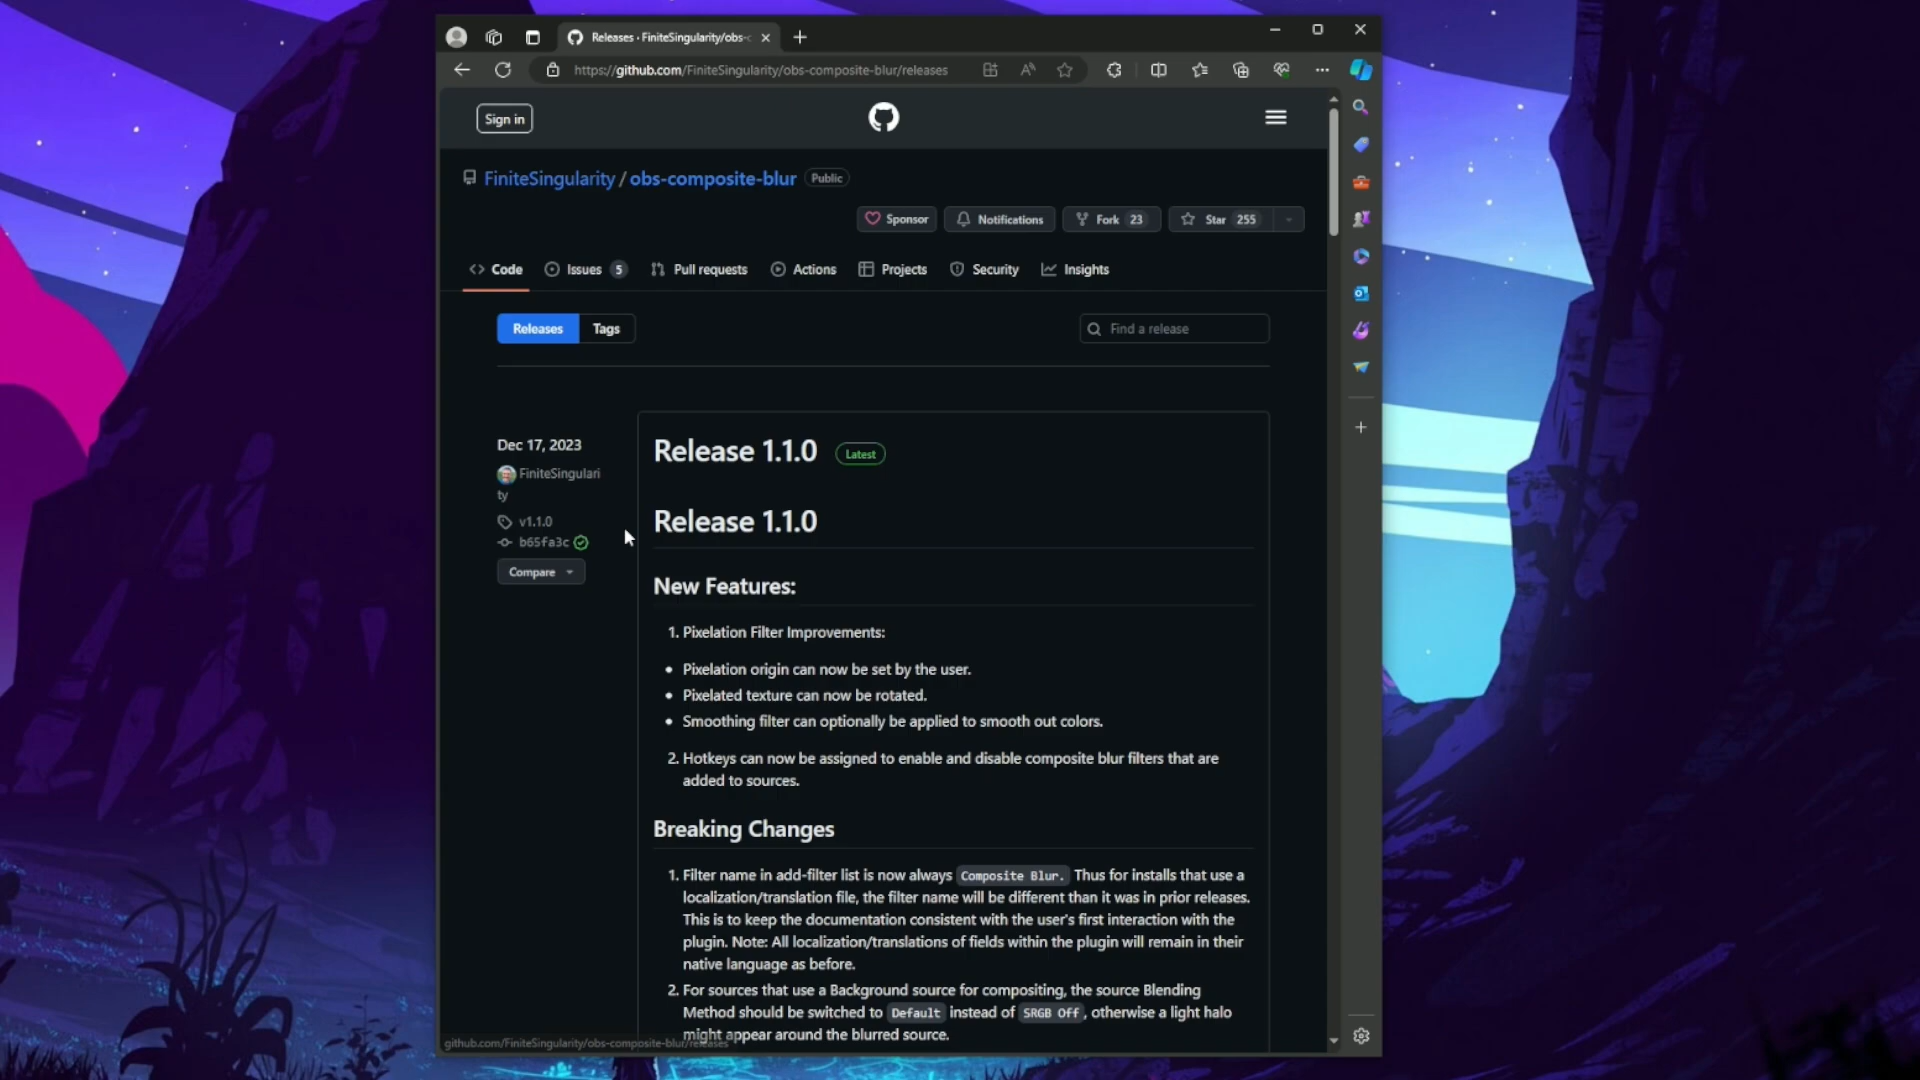 Releases · FiniteSingularity/obs-c
https://github.com/FiniteSingularity/obs-composite-blur/releases
Sign in
FiniteSingularity / obs-composite-blur Public
Sponsor Notifications Fork 23 Star 255
Code Issues 5 Pull requests Actions Projects Security Insights
Releases Tags
Find a release
Dec 17, 2023
FiniteSingulari
ty
v1.1.0
b65fa3c
Compare
Release 1.1.0 Latest
Release 1.1.0
New Features:
1. Pixelation Filter Improvements:
• Pixelation origin can now be set by the user.
• Pixelated texture can now be rotated.
• Smoothing filter can optionally be applied to smooth out colors.
2. Hotkeys can now be assigned to enable and disable composite blur filters that are
added to sources.
Breaking Changes
1. Filter name in add-filter list is now always Composite Blur. Thus for installs that use a
localization/translation file, the filter name will be different than it was in prior releases.
This is to keep the documentation consistent with the user's first interaction with the
plugin. Note: All localization/translations of fields within the plugin will remain in their
native language as before.
2. For sources that use a Background source for compositing, the source Blending
Method should be switched to Default instead of SRGB Off, otherwise a light halo
might appear around the blurred source.
github.com/FiniteSingularity/obs-composite-blur/releases